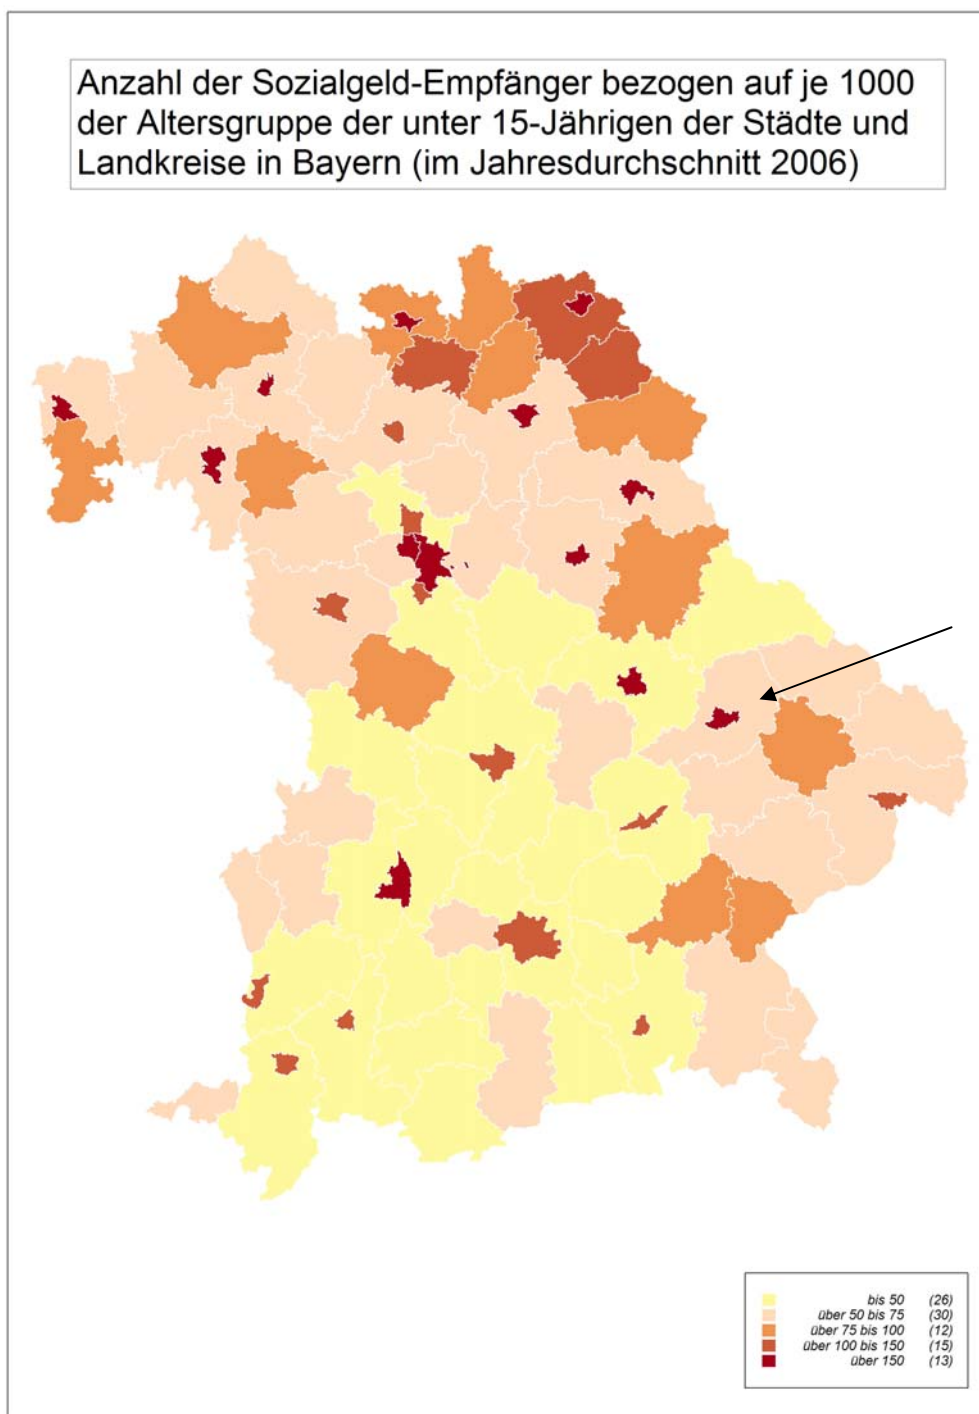 Anzahl der Sozialgeld-Empfänger bezogen auf je 1000
der Altersgruppe der unter 15-Jährigen der Städte und
Landkreise in Bayern (im Jahresdurchschnitt 2006)
bis 50 (26)
über 50 bis 75 (30)
über 75 bis 100 (12)
über 100 bis 150 (15)
über 150 (13)